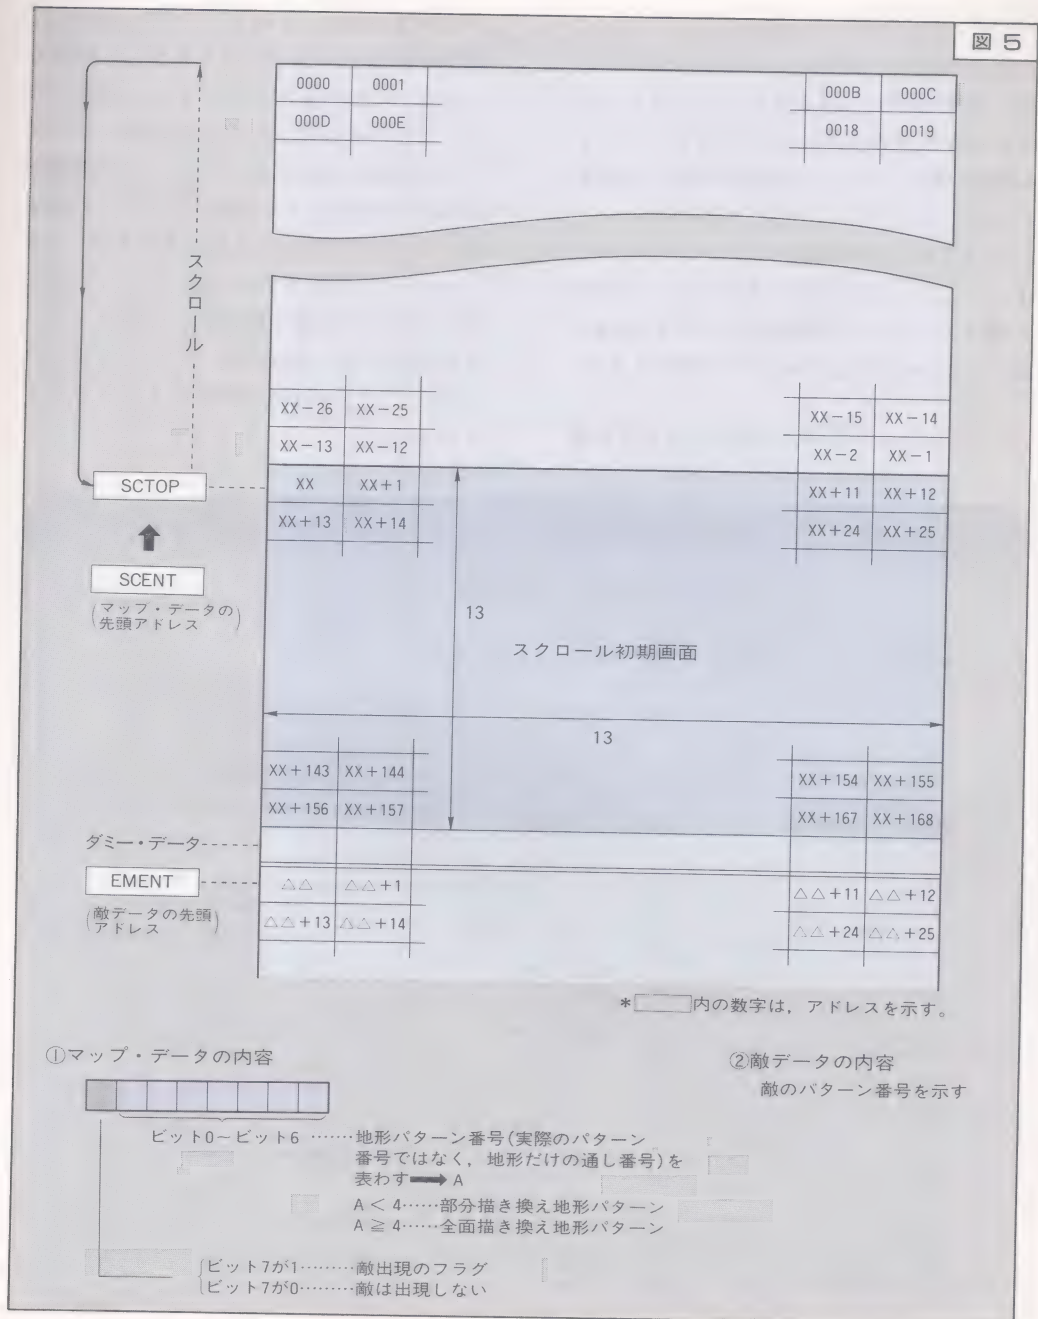 図 5
0000 0001 000B 000C
000D 000E 0018 0019
スクロール
XX－26 XX－25 XX－15 XX－14
XX－13 XX－12 XX－2 XX－1
SCTOP XX XX＋1 XX＋11 XX＋12
XX＋13 XX＋14 XX＋24 XX＋25
SCENT
(マップ・データの
先頭アドレス)
13
スクロール初期画面
13
XX＋143 XX＋144 XX＋154 XX＋155
XX＋156 XX＋157 XX＋167 XX＋168
ダミー・データ
EMENT △△ △△＋1 △△＋11 △△＋12
(敵データの先頭
アドレス)
△△＋13 △△＋14 △△＋24 △△＋25
＊ 内の数字は，アドレスを示す。
①マップ・データの内容
ビット0～ビット6 ……地形パターン番号(実際のパターン
番号ではなく，地形だけの通し番号)を
表わす➡ A
A＜4……部分描き換え地形パターン
A≧4……全面描き換え地形パターン
ビット7が1………敵出現のフラグ
ビット7が0………敵は出現しない
②敵データの内容
敵のパターン番号を示す